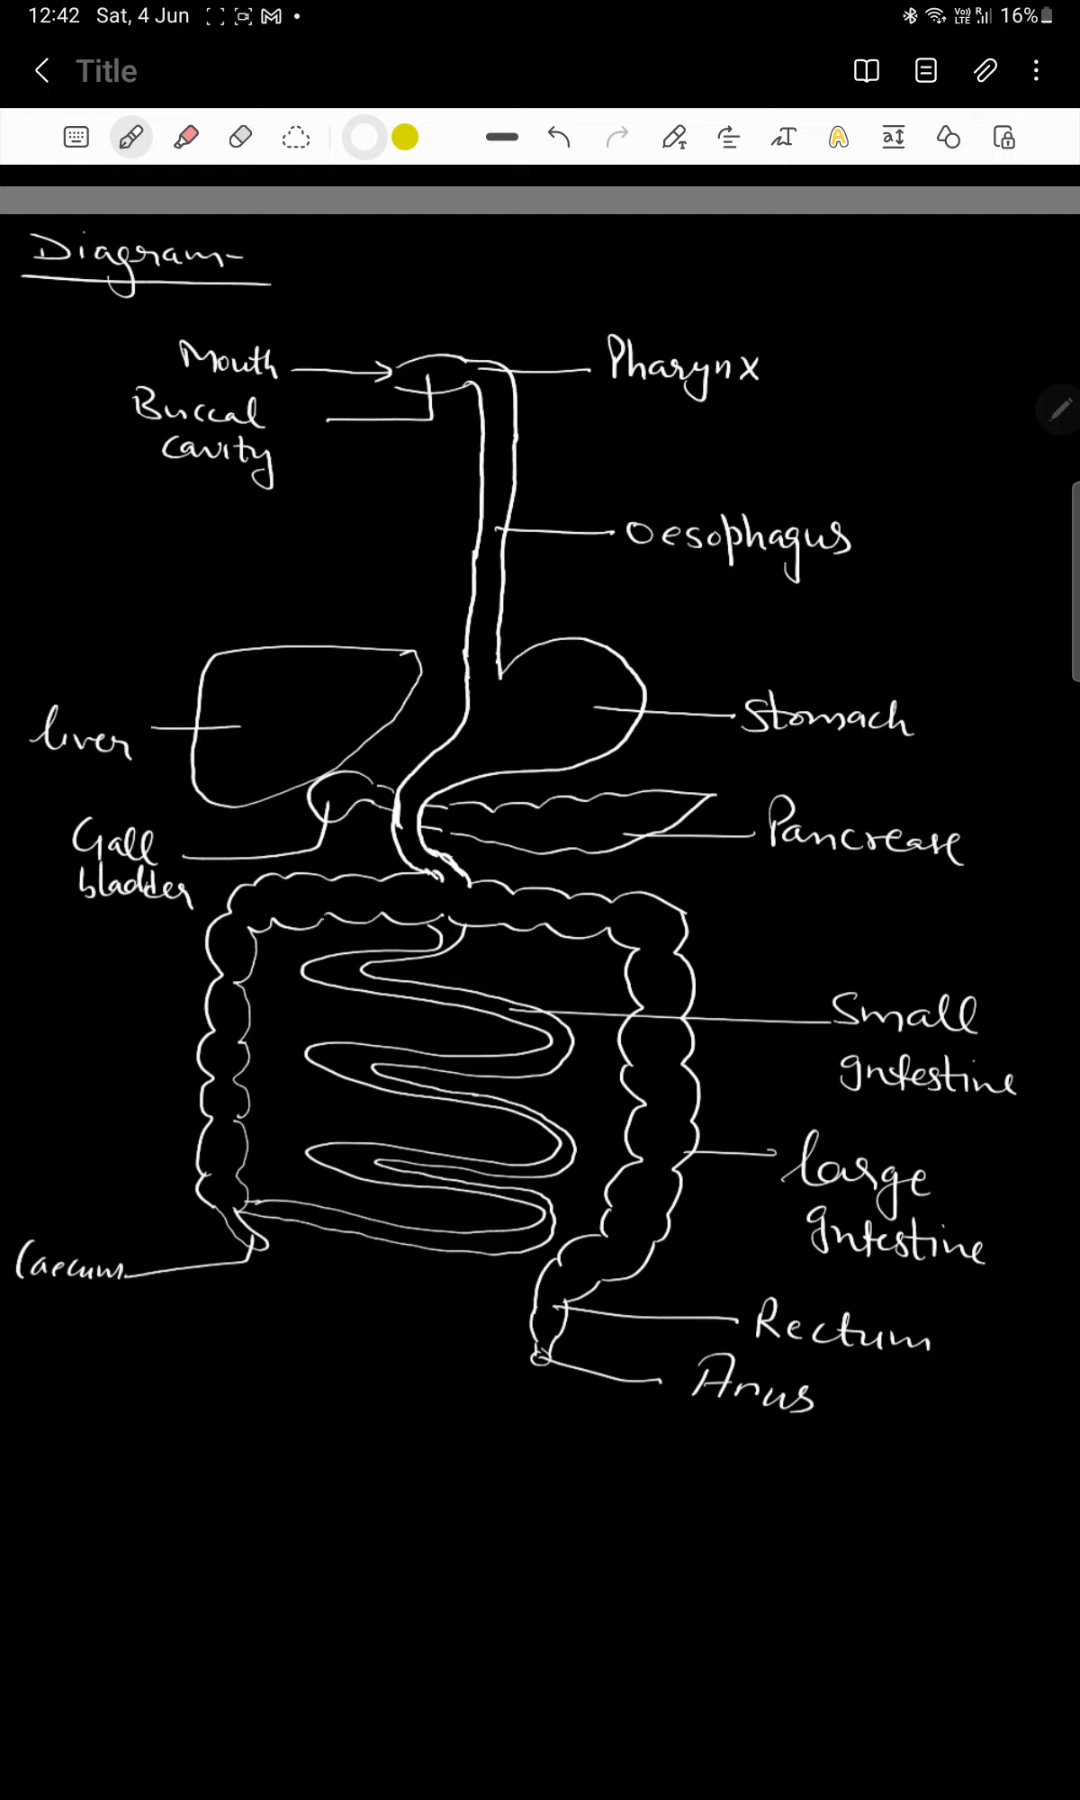 12:42 Sat, 4 Jun
16%
Title
Diagram-
Mouth
Pharynx
Buccal
cavity
Oesophagus
liver
Stomach
Gall
bladder
Pancrease
Small
Intestine
large
Intestine
Caecum
Rectum
Anus